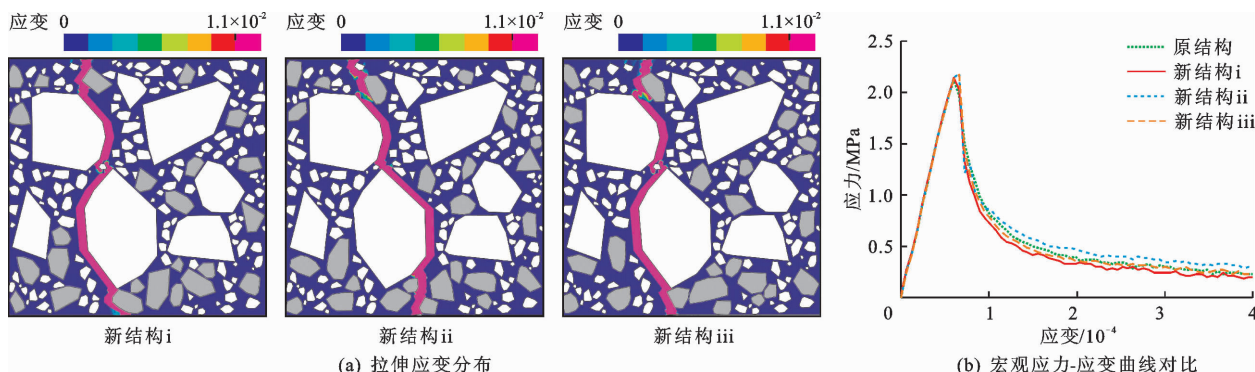 应变 0 1.1×10⁻²
应变 0 1.1×10⁻²
应变 0 1.1×10⁻²
新结构i
新结构ii
新结构iii
(a) 拉伸应变分布
2.5
2.0
1.5
1.0
0.5
0
1
2
3
4
应力/MPa
应变/10⁻⁴
原结构
新结构i
新结构ii
新结构iii
(b) 宏观应力-应变曲线对比